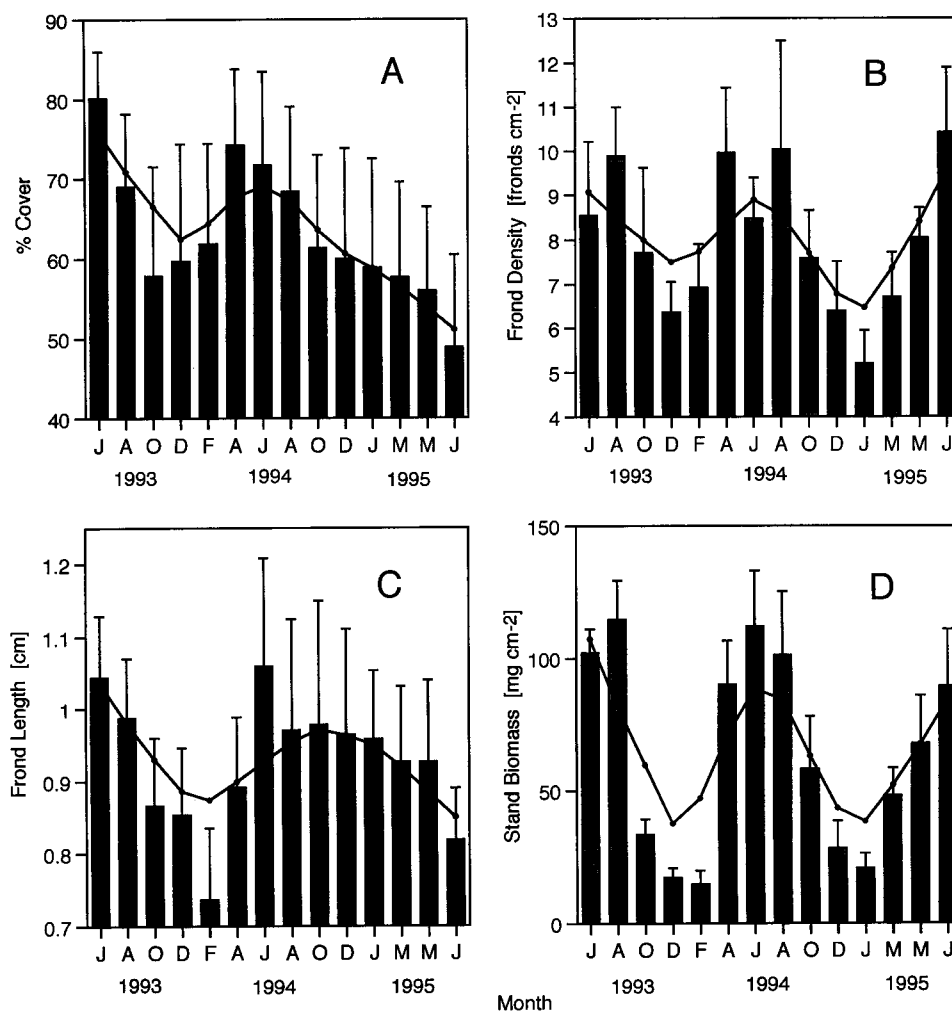 A
% Cover
90
80
70
60
50
40
J A O D F A J A O D J M M J
1993 1994 1995
B
Frond Density [fronds cm-2]
13
12
11
10
9
8
7
6
5
4
J A O D F A J A O D J M M J
1993 1994 1995
C
Frond Length [cm]
1.2
1.1
1
0.9
0.8
0.7
J A O D F A J A O D J M M J
1993 1994 1995
D
Stand Biomass [mg cm-2]
150
100
50
0
J A O D F A J A O D J M M J
1993 1994 1995
Month